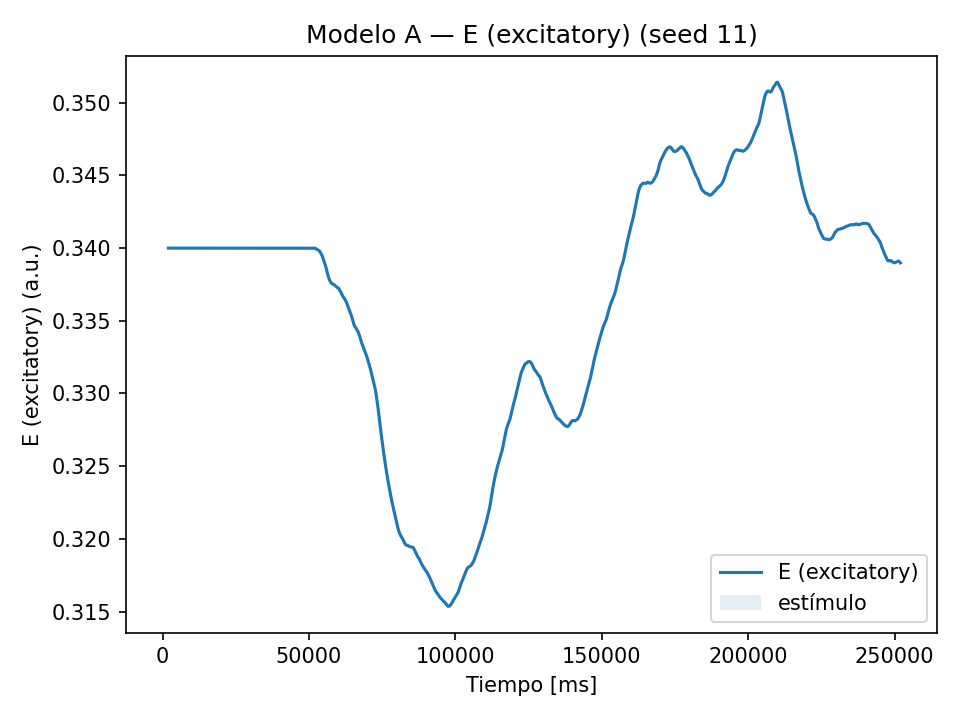 Modelo A — E (excitatory) (seed 11)
E (excitatory) (a.u.)
0.350
0.345
0.340
0.335
0.330
0.325
0.320
0.315
E (excitatory)
estímulo
0 50000 100000 150000 200000 250000
Tiempo [ms]